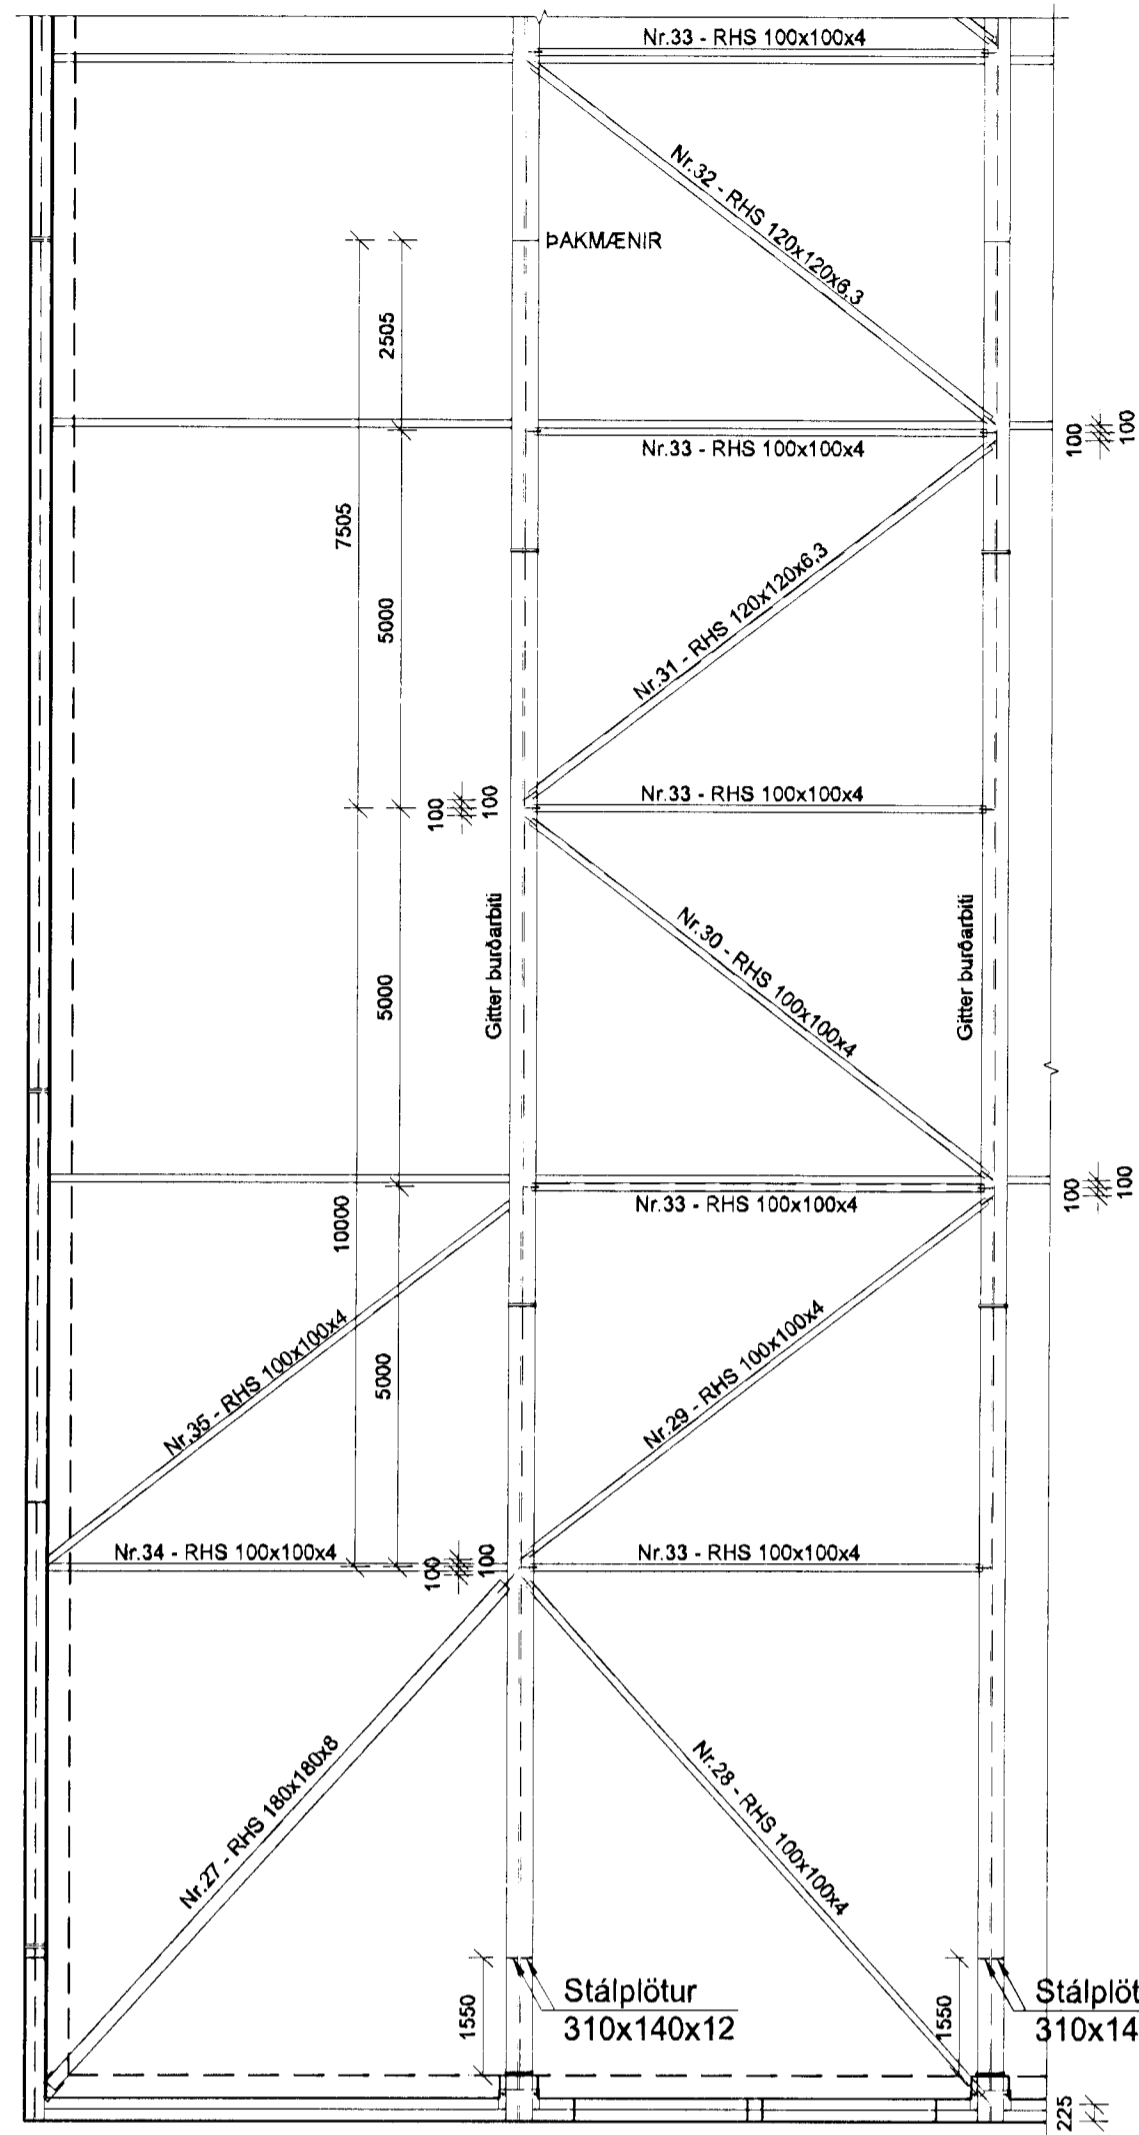 Nr.33 - RHS 100x100x4
Nr.32 - RHS 120x120x6,3
ÞAKMÆNIR
2505
7505
Nr.33 - RHS 100x100x4
100
100
5000
Nr.31 - RHS 120x120x6,3
100
100
Nr.33 - RHS 100x100x4
Gitter burðarbiti
Gitter burðarbiti
Nr.30 - RHS 100x100x4
5000
10000
Nr.33 - RHS 100x100x4
100
100
Nr.35 - RHS 100x100x4
5000
Nr.29 - RHS 100x100x4
Nr.34 - RHS 100x100x4
100
100
Nr.33 - RHS 100x100x4
Nr.27 - RHS 180x180x8
Nr.28 - RHS 100x100x4
1550
Stálplötur
310x140x12
1550
Stálplöt
310x14
225